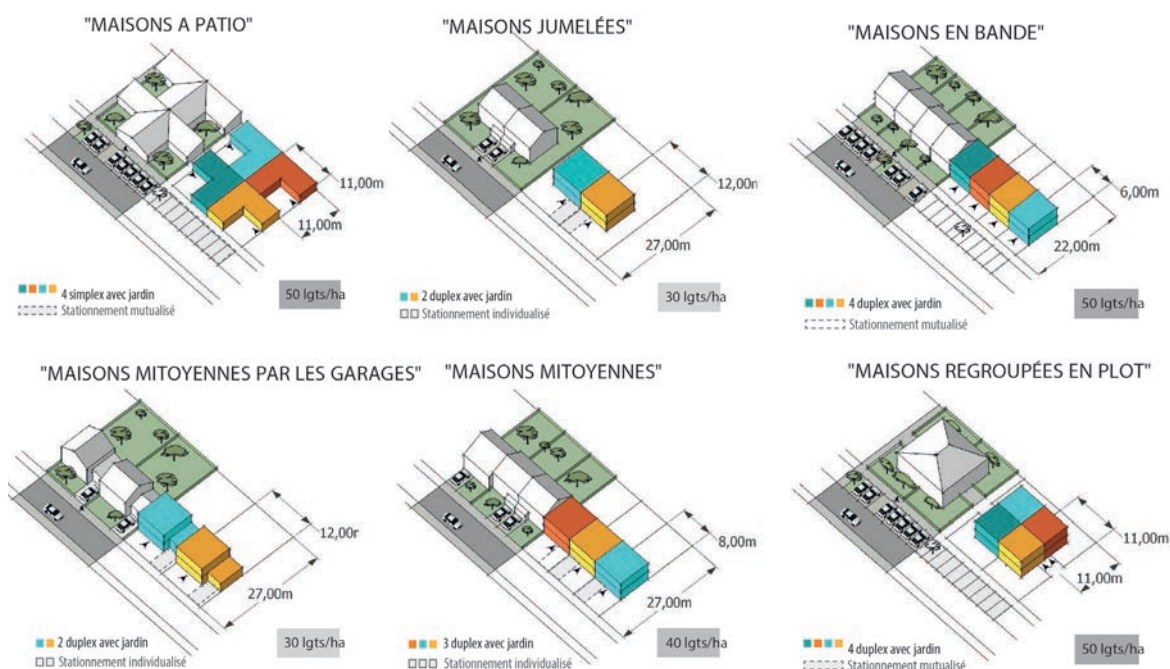 "MAISONS A PATIO"
11,00m
11,00m
4 simplex avec jardin
Stationnement mutualisé
50 lgts/ha
"MAISONS JUMELÉES"
12,00m
27,00m
2 duplex avec jardin
Stationnement individualisé
30 lgts/ha
"MAISONS EN BANDE"
6,00m
22,00m
4 duplex avec jardin
Stationnement mutualisé
50 lgts/ha
"MAISONS MITOYENNES PAR LES GARAGES"
12,00m
27,00m
2 duplex avec jardin
Stationnement individualisé
30 lgts/ha
"MAISONS MITOYENNES"
8,00m
27,00m
3 duplex avec jardin
Stationnement individualisé
40 lgts/ha
"MAISONS REGROUPÉES EN PLOT"
11,00m
11,00m
4 duplex avec jardin
Stationnement mutualisé
50 lgts/ha